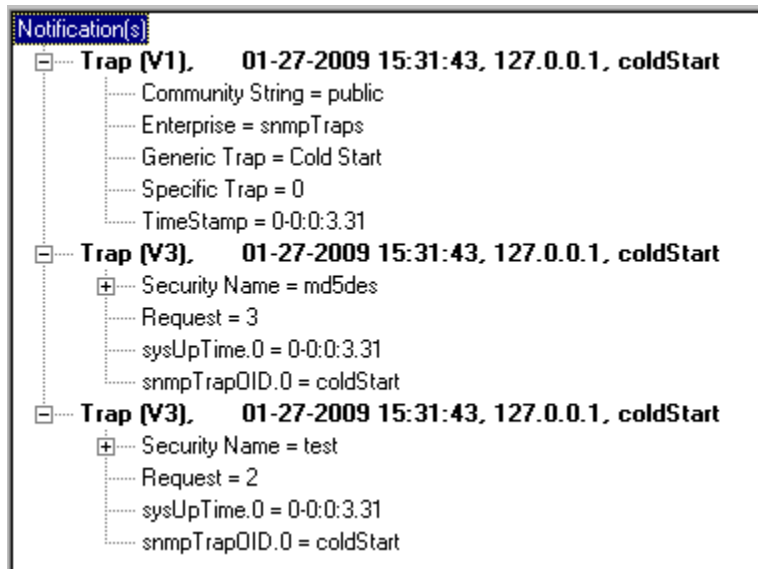 Notification(s)
Trap (V1), 01-27-2009 15:31:43, 127.0.0.1, coldStart
Community String = public
Enterprise = snmpTraps
Generic Trap = Cold Start
Specific Trap = 0
TimeStamp = 0-0:0:3.31
Trap (V3), 01-27-2009 15:31:43, 127.0.0.1, coldStart
Security Name = md5des
Request = 3
sysUpTime.0 = 0-0:0:3.31
snmpTrapOID.0 = coldStart
Trap (V3), 01-27-2009 15:31:43, 127.0.0.1, coldStart
Security Name = test
Request = 2
sysUpTime.0 = 0-0:0:3.31
snmpTrapOID.0 = coldStart